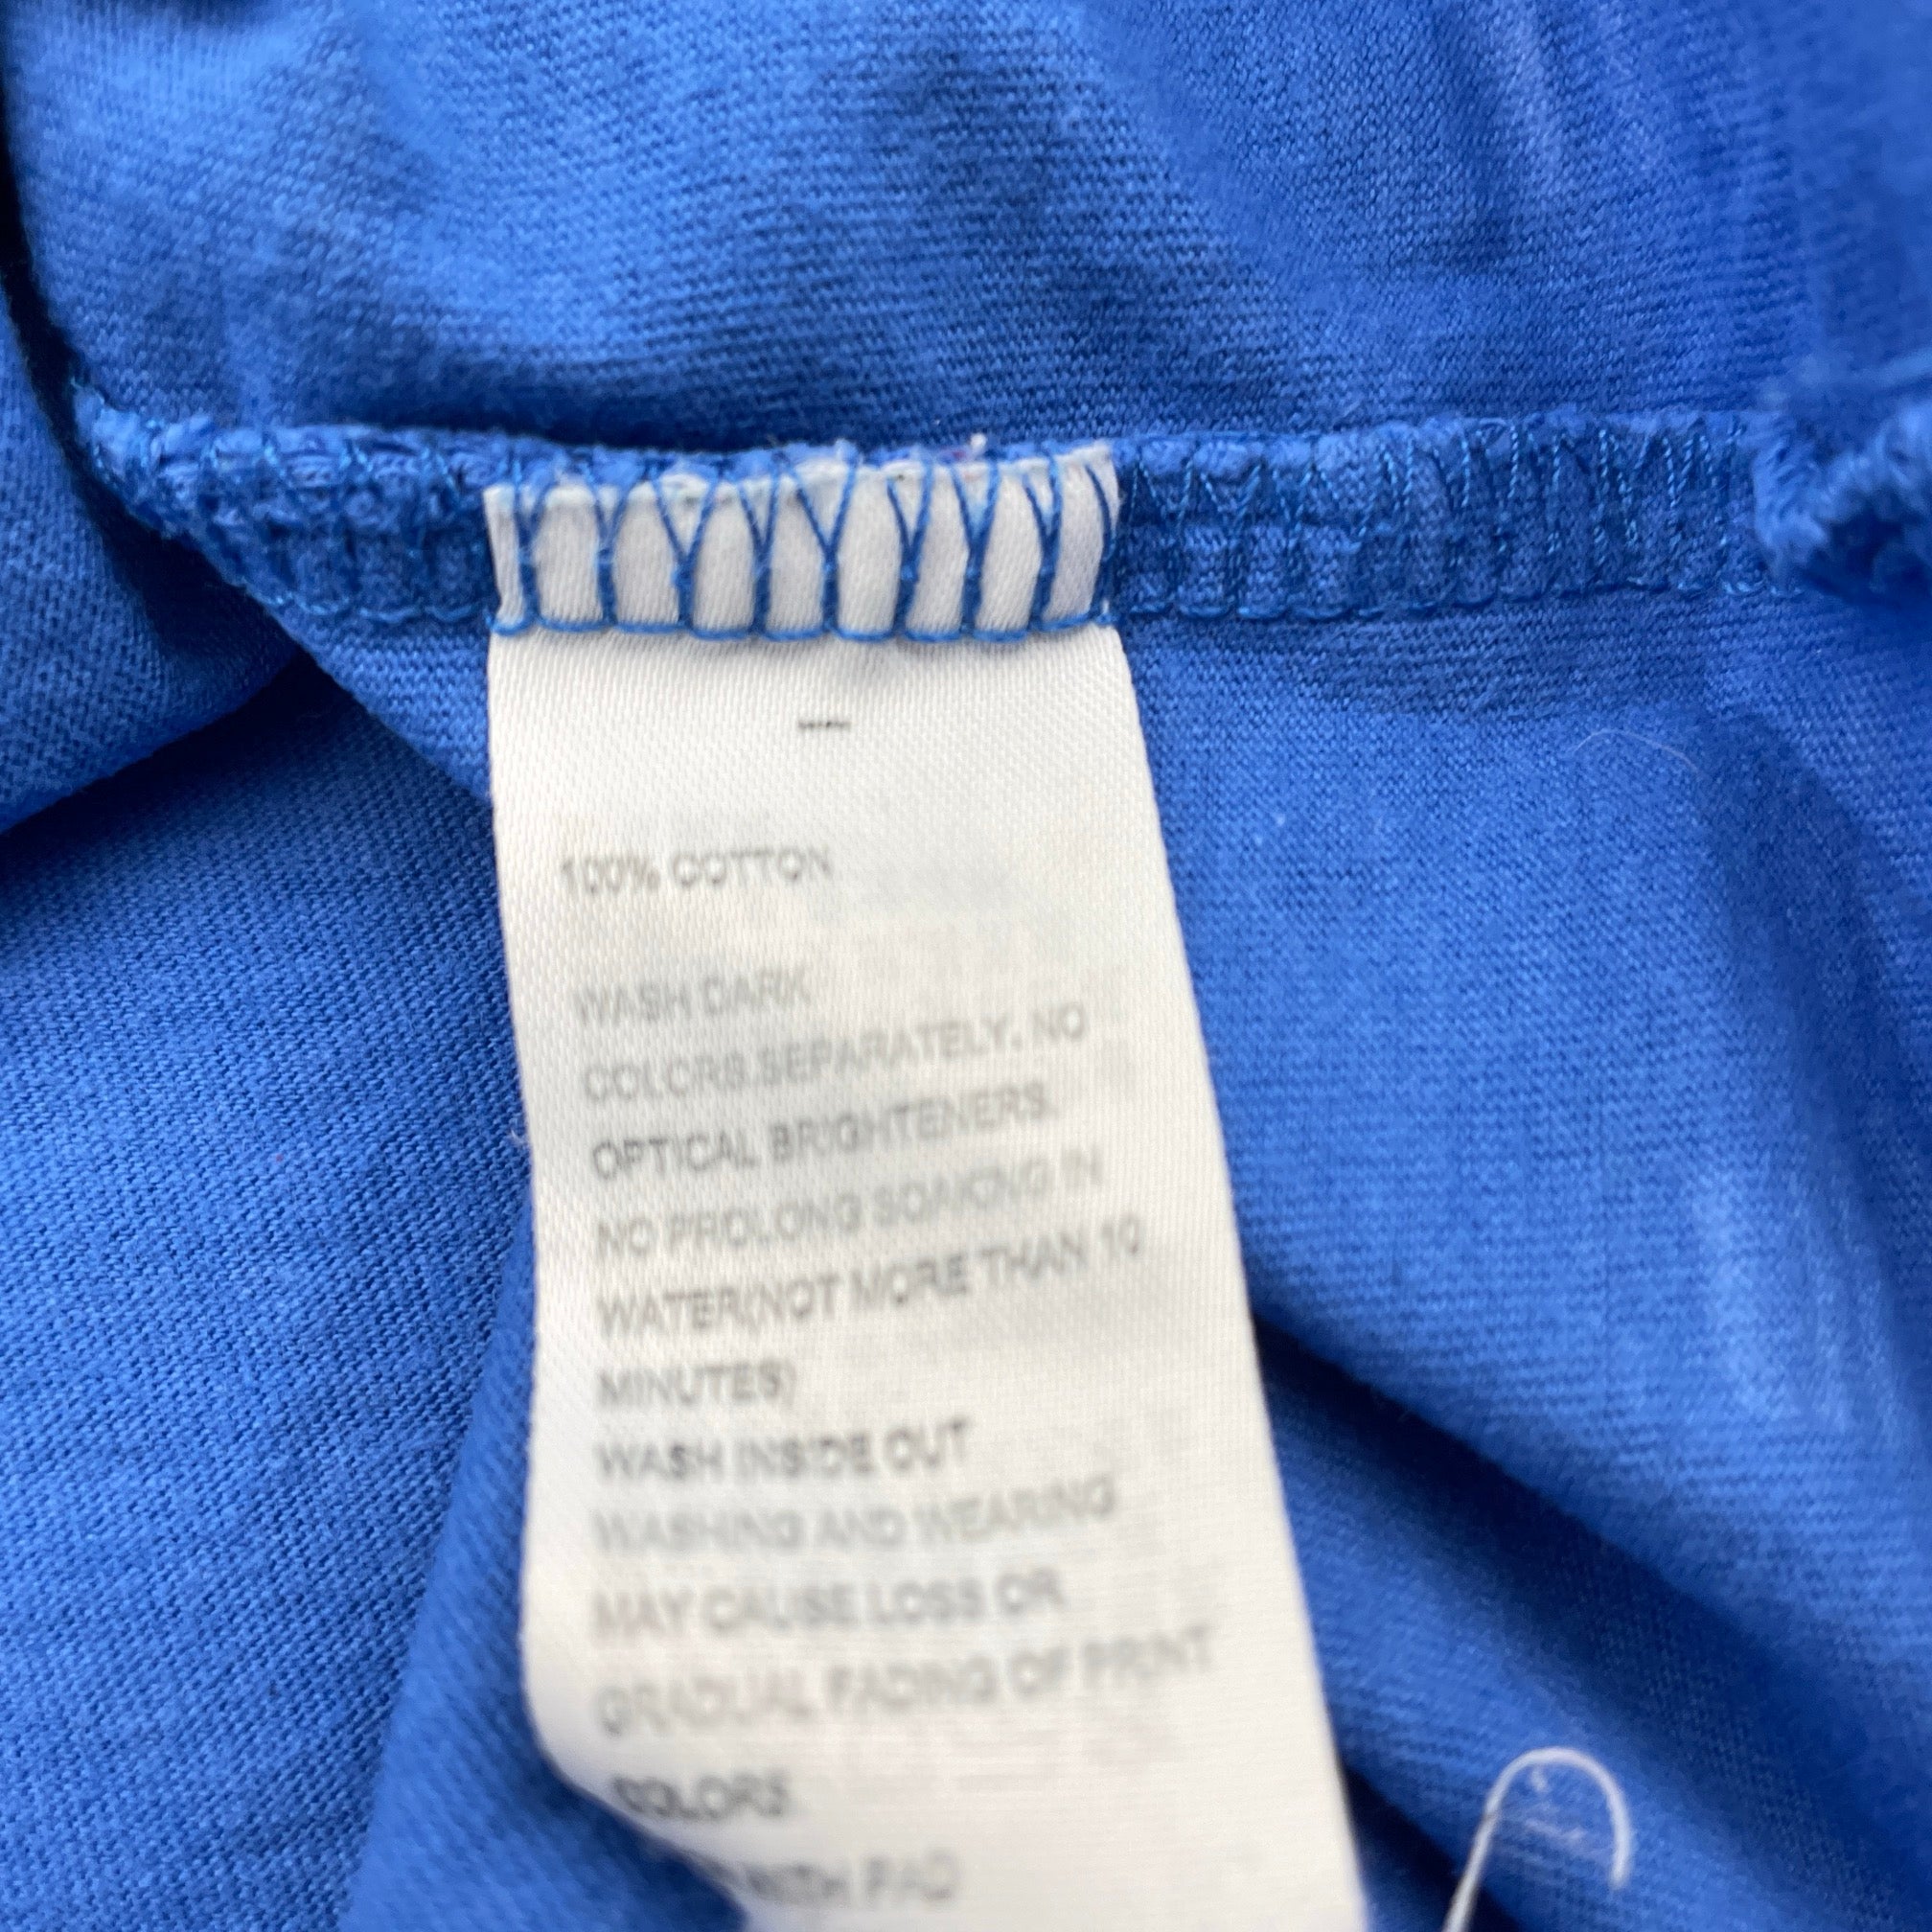 100% COTTON
WASH DARK
COLORS SEPARATELY. NO
OPTICAL BRIGHTENERS.
NO PROLONG SOAKING IN
WATER(NOT MORE THAN 10
MINUTES)
WASH INSIDE OUT
WASHING AND WEARING
MAY CAUSE LOSS OR
GRADUAL FADING OF PRINT
COLORS
WITH